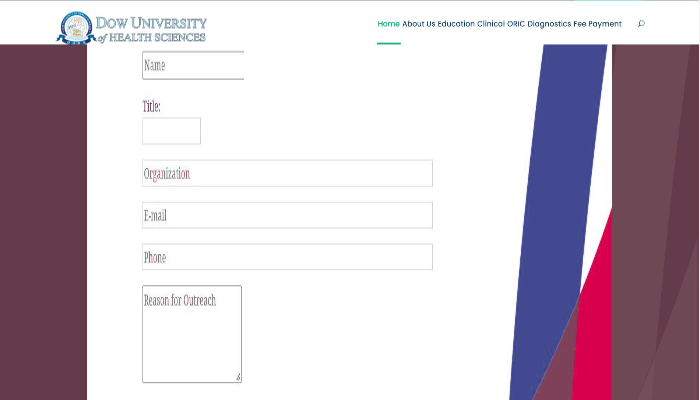 DOW UNIVERSITY
of HEALTH SCIENCES
Home About Us Education Clinical ORIC Diagnostics Fee Payment
Name
Title:
Organization
E-mail
Phone
Reason for Outreach